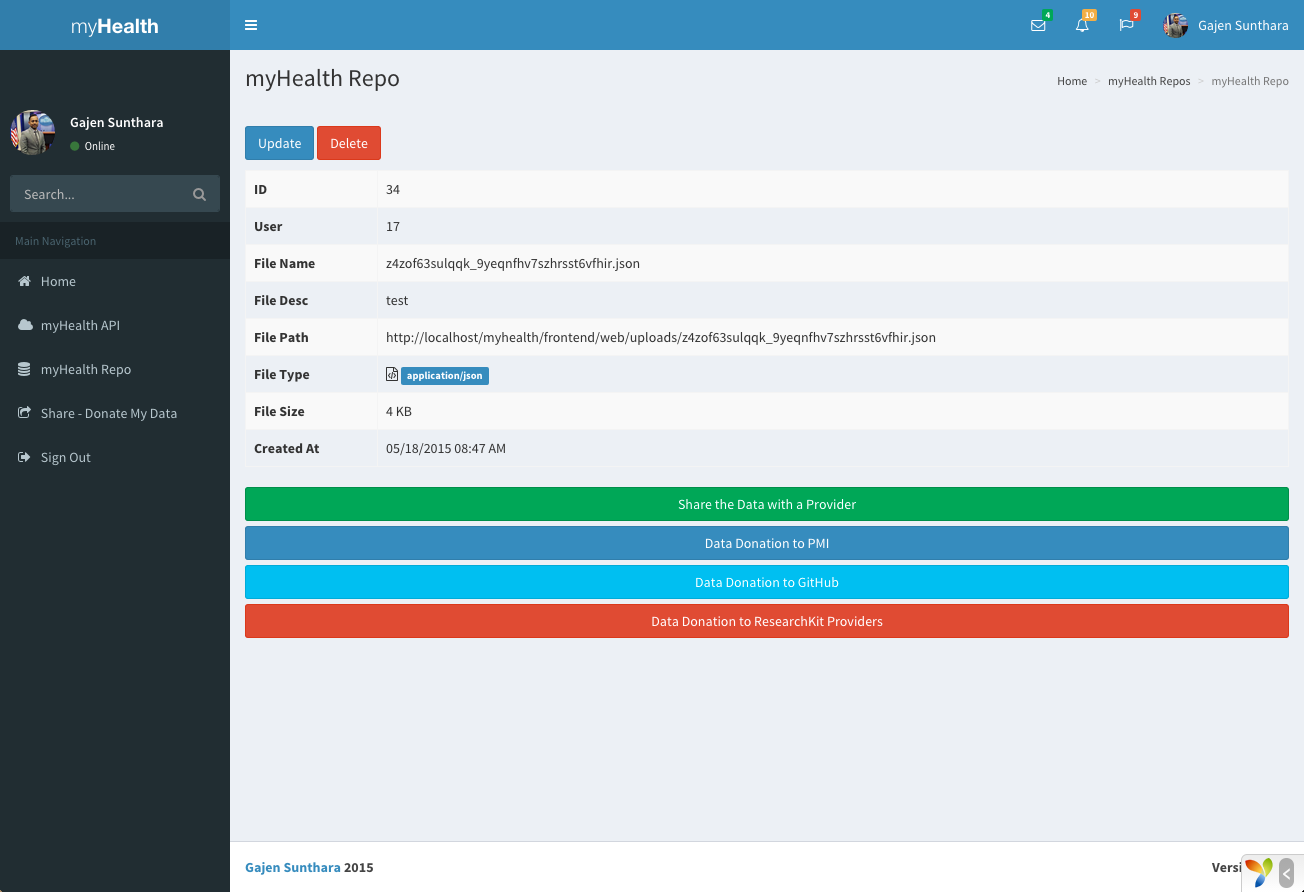 myHealth
4
10
9
Gajen Sunthara
myHealth Repo
Home > myHealth Repos > myHealth Repo
Gajen Sunthara
Online
Search...
Main Navigation
Home
myHealth API
myHealth Repo
Share - Donate My Data
Sign Out
Update
Delete
ID 34
User 17
File Name z4zof63sulqqk_9yeqnfhv7szhrsst6vfhir.json
File Desc test
File Path http://localhost/myhealth/frontend/web/uploads/z4zof63sulqqk_9yeqnfhv7szhrsst6vfhir.json
File Type application/json
File Size 4 KB
Created At 05/18/2015 08:47 AM
Share the Data with a Provider
Data Donation to PMI
Data Donation to GitHub
Data Donation to ResearchKit Providers
Gajen Sunthara 2015